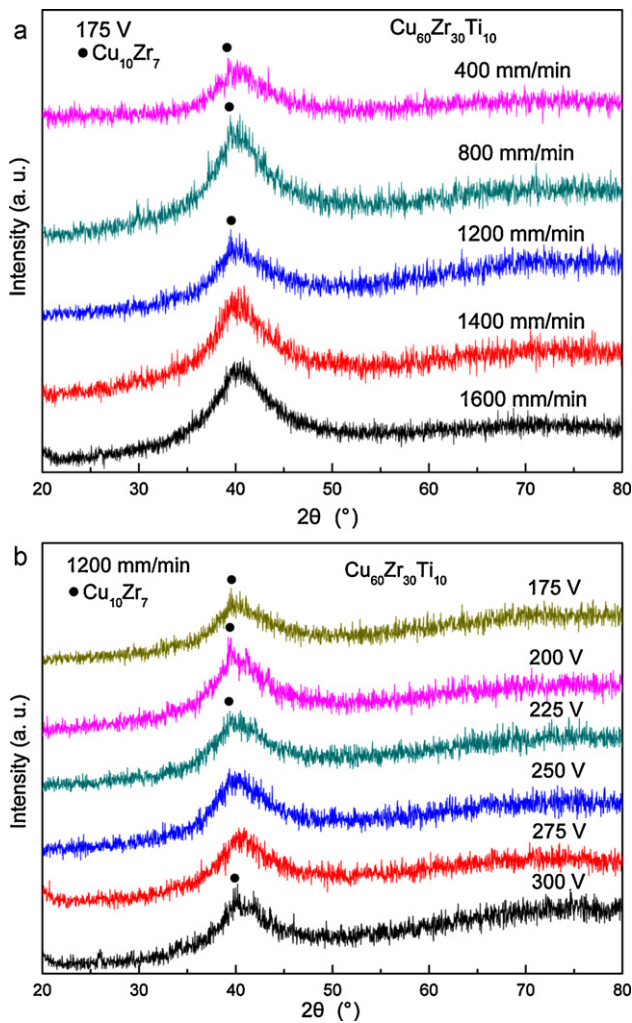 a
175 V
● Cu10Zr7
Cu60Zr30Ti10
400 mm/min
800 mm/min
1200 mm/min
1400 mm/min
1600 mm/min
Intensity (a. u.)
20 30 40 50 60 70 80
2θ (°)
b
1200 mm/min
● Cu10Zr7
Cu60Zr30Ti10
175 V
200 V
225 V
250 V
275 V
300 V
Intensity (a. u.)
20 30 40 50 60 70 80
2θ (°)